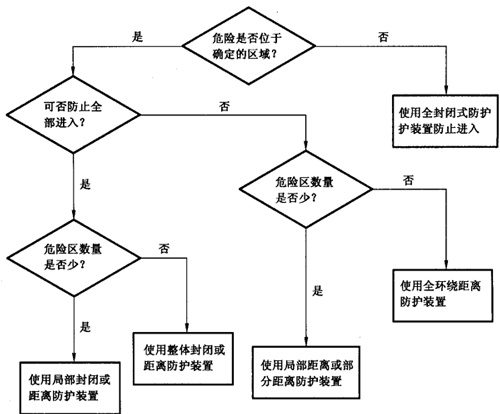 危险是否位于
确定的区域?
是
否
可否防止全
部进入?
否
使用全封闭式防护
护装置防止进入
是
危险区数量
是否少?
否
危险区数量
是否少?
否
是
使用全环绕距离
防护装置
是
使用整体封闭或
距离防护装置
使用局部距离或部
分距离防护装置
使用局部封闭或
距离防护装置